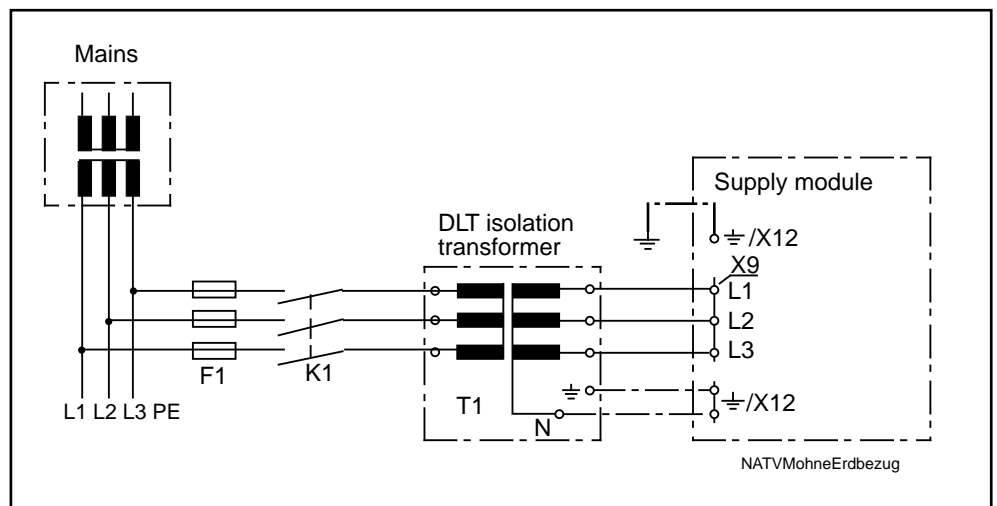 Mains
Supply module
DLT isolation
transformer
/X12
X9
L1
L2
L3
F1
K1
L1 L2 L3 PE
T1
N
/X12
NATVMohneErdbezug